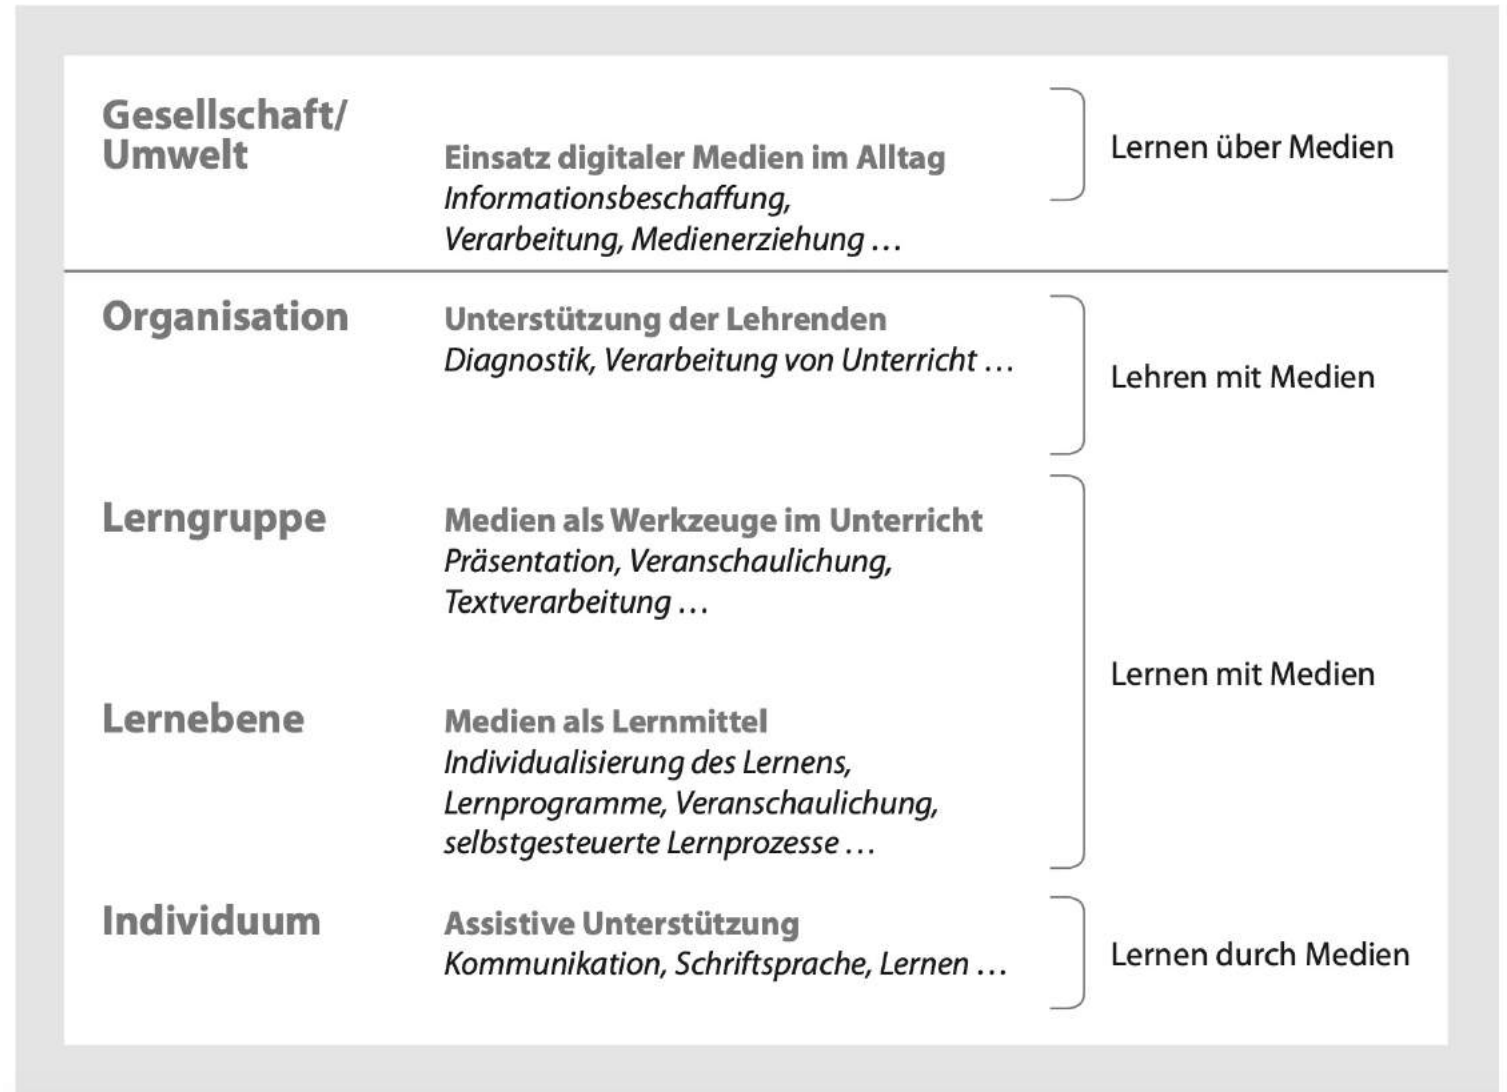 Gesellschaft/
Umwelt
Einsatz digitaler Medien im Alltag
Informationsbeschaffung,
Verarbeitung, Medienerziehung …
Lernen über Medien
Organisation
Unterstützung der Lehrenden
Diagnostik, Verarbeitung von Unterricht …
Lehren mit Medien
Lerngruppe
Medien als Werkzeuge im Unterricht
Präsentation, Veranschaulichung,
Textverarbeitung …
Lernen mit Medien
Lernebene
Medien als Lernmittel
Individualisierung des Lernens,
Lernprogramme, Veranschaulichung,
selbstgesteuerte Lernprozesse …
Individuum
Assistive Unterstützung
Kommunikation, Schriftsprache, Lernen …
Lernen durch Medien